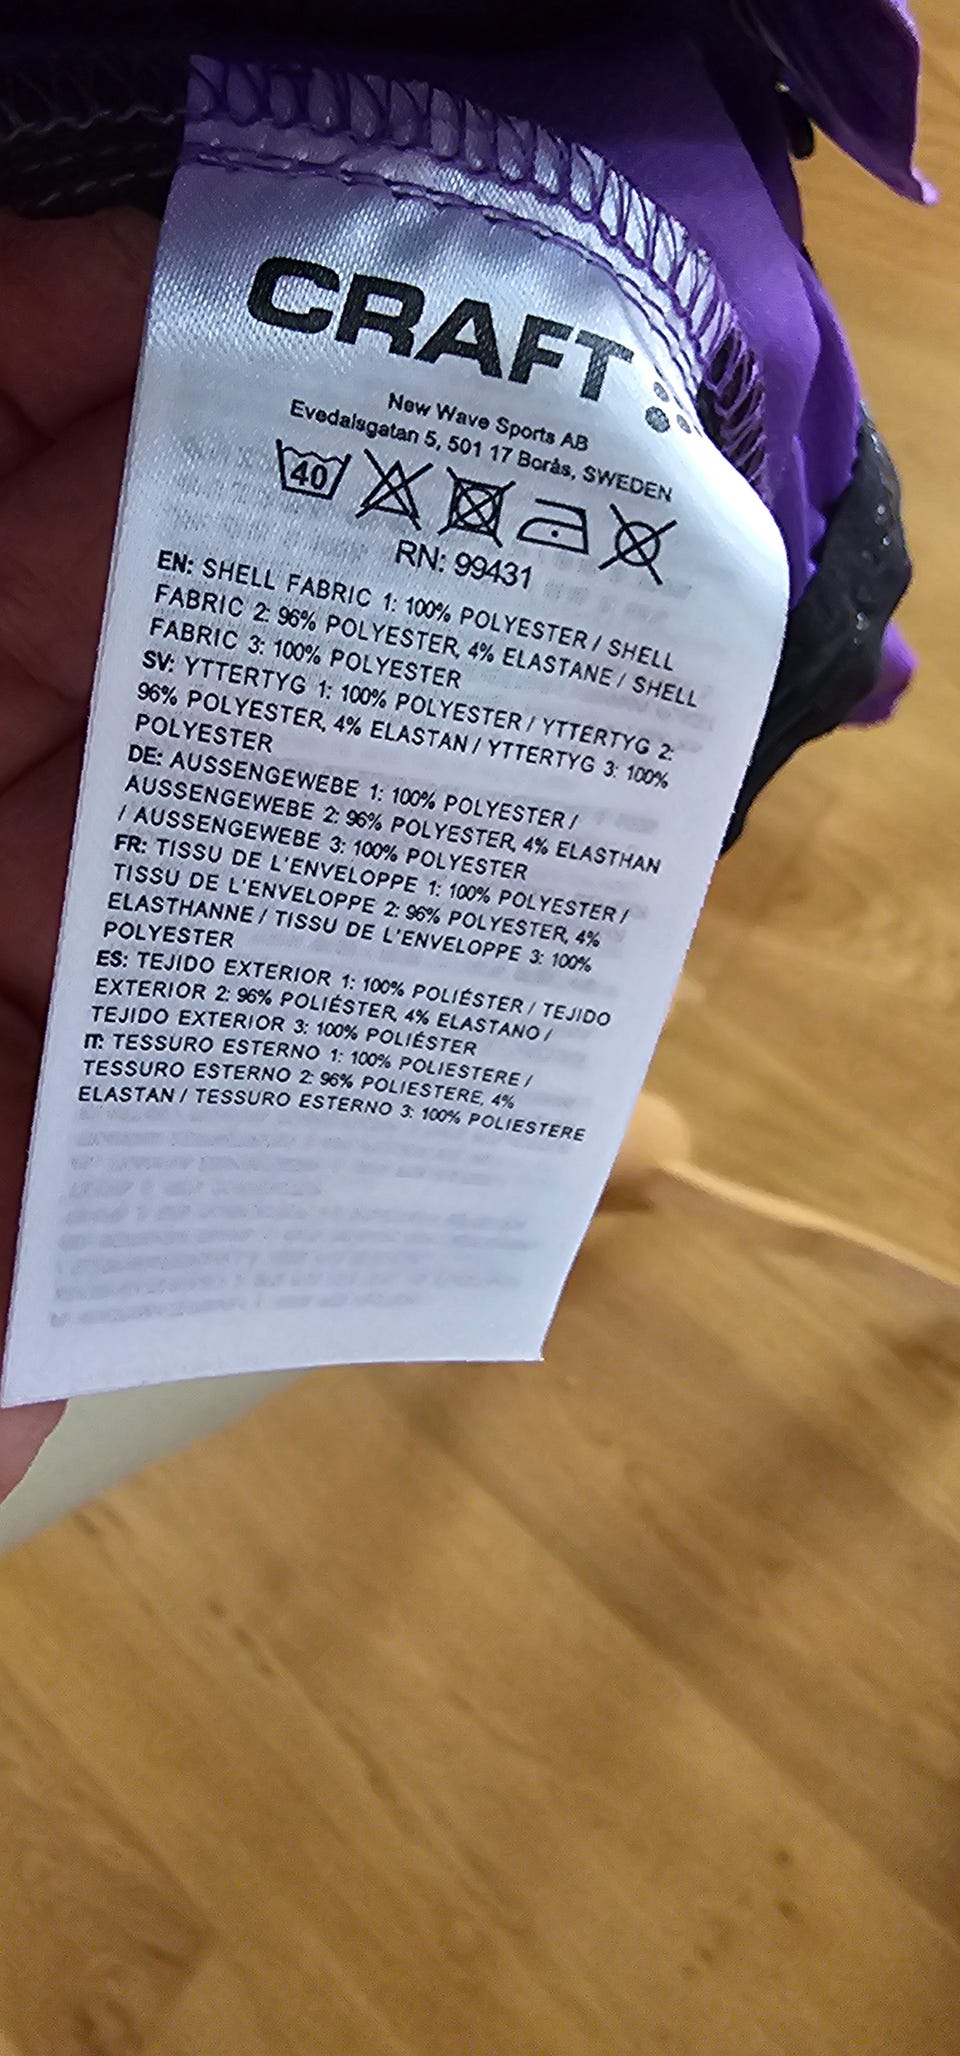 CRAFT
New Wave Sports AB
Evedalsgatan 5, 501 17 Borås, SWEDEN
40
RN: 99431
EN: SHELL FABRIC 1: 100% POLYESTER / SHELL
FABRIC 2: 96% POLYESTER, 4% ELASTANE / SHELL
FABRIC 3: 100% POLYESTER
SV: YTTERTYG 1: 100% POLYESTER / YTTERTYG 2:
96% POLYESTER, 4% ELASTAN / YTTERTYG 3: 100%
POLYESTER
DE: AUSSENGEWEBE 1: 100% POLYESTER /
AUSSENGEWEBE 2: 96% POLYESTER, 4% ELASTHAN
/ AUSSENGEWEBE 3: 100% POLYESTER
FR: TISSU DE L'ENVELOPPE 1: 100% POLYESTER /
TISSU DE L'ENVELOPPE 2: 96% POLYESTER, 4%
ELASTHANNE / TISSU DE L'ENVELOPPE 3: 100%
POLYESTER
ES: TEJIDO EXTERIOR 1: 100% POLIÉSTER / TEJIDO
EXTERIOR 2: 96% POLIÉSTER, 4% ELASTANO /
TEJIDO EXTERIOR 3: 100% POLIÉSTER
IT: TESSURO ESTERNO 1: 100% POLIESTERE /
TESSURO ESTERNO 2: 96% POLIESTERE, 4%
ELASTAN / TESSURO ESTERNO 3: 100% POLIESTERE